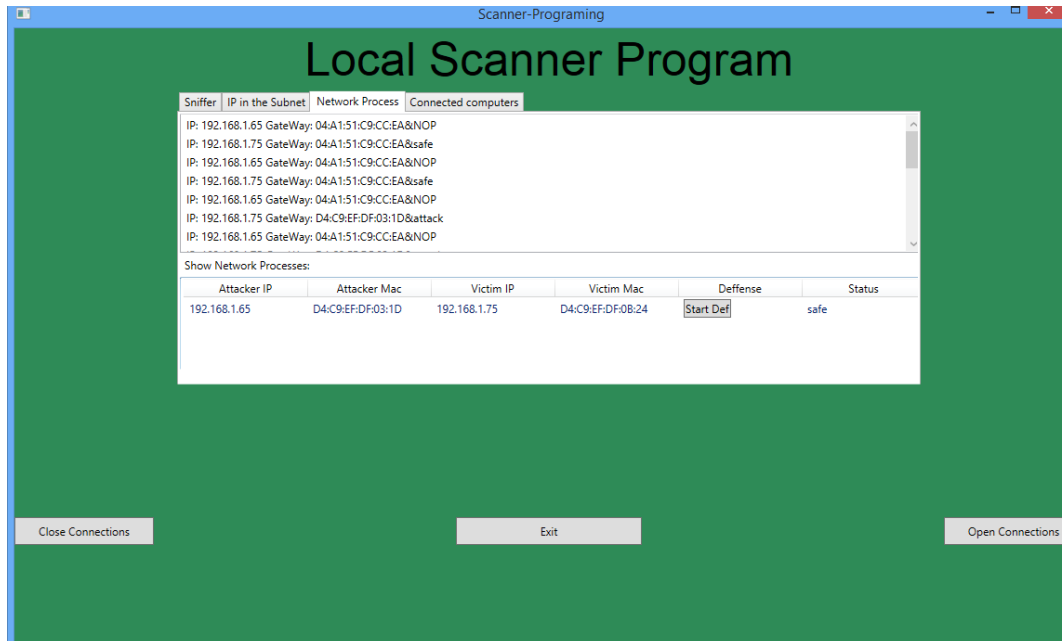 Scanner-Programing
Local Scanner Program
Sniffer IP in the Subnet Network Process Connected computers
IP: 192.168.1.65 GateWay: 04:A1:51:C9:CC:EA&NOP
IP: 192.168.1.75 GateWay: 04:A1:51:C9:CC:EA&safe
IP: 192.168.1.65 GateWay: 04:A1:51:C9:CC:EA&NOP
IP: 192.168.1.75 GateWay: 04:A1:51:C9:CC:EA&safe
IP: 192.168.1.65 GateWay: 04:A1:51:C9:CC:EA&NOP
IP: 192.168.1.75 GateWay: D4:C9:EF:DF:03:1D&attack
IP: 192.168.1.65 GateWay: 04:A1:51:C9:CC:EA&NOP
Show Network Processes:
Attacker IP Attacker Mac Victim IP Victim Mac Deffense Status
192.168.1.65 D4:C9:EF:DF:03:1D 192.168.1.75 D4:C9:EF:DF:0B:24 Start Def safe
Close Connections Exit Open Connections